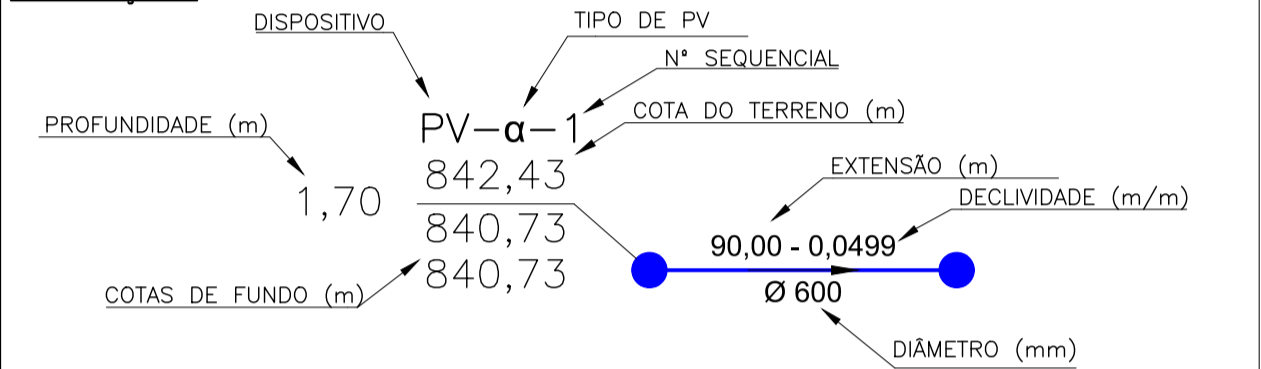 DISPOSITIVO
TIPO DE PV
Nº SEQUENCIAL
PROFUNDIDADE (m)
PV-α-1
COTA DO TERRENO (m)
842,43
1,70
EXTENSÃO (m)
DECLIVIDADE (m/m)
840,73
90,00 - 0,0499
840,73
COTAS DE FUNDO (m)
Ø 600
DIÂMETRO (mm)